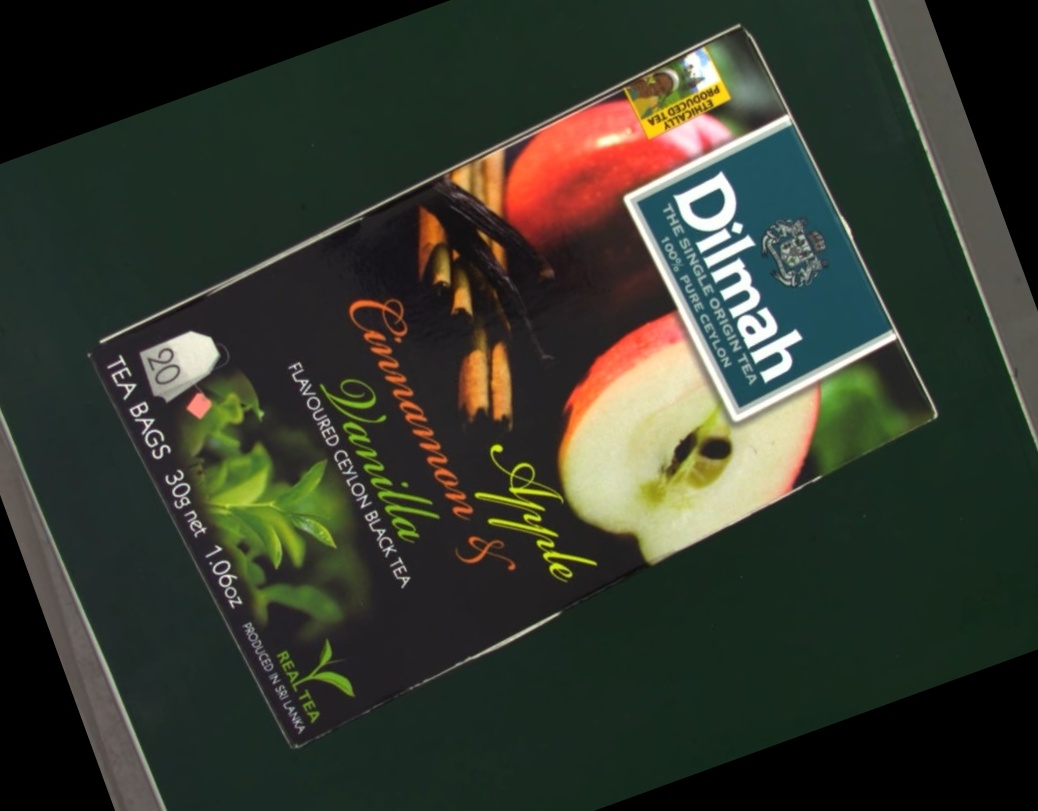 ETHICALLY
PRODUCED TEA
Dilmah
THE SINGLE ORIGIN TEA
100% PURE CEYLON
Apple
Cinnamon &
Vanilla
FLAVOURED CEYLON BLACK TEA
20
TEA BAGS 30g net 1.06oz
REAL TEA
PRODUCED IN SRI LANKA